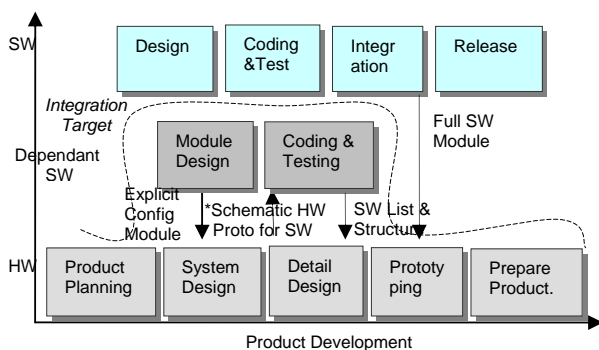 SW
Design
Coding
&Test
Integr
ation
Release
Integration
Target
Dependant
SW
Module
Design
Coding &
Testing
Full SW
Module
Explicit
Config
Module
*Schematic HW
Proto for SW
SW List &
Structur
HW
Product
Planning
System
Design
Detail
Design
Prototy
ping
Prepare
Product.
Product Development